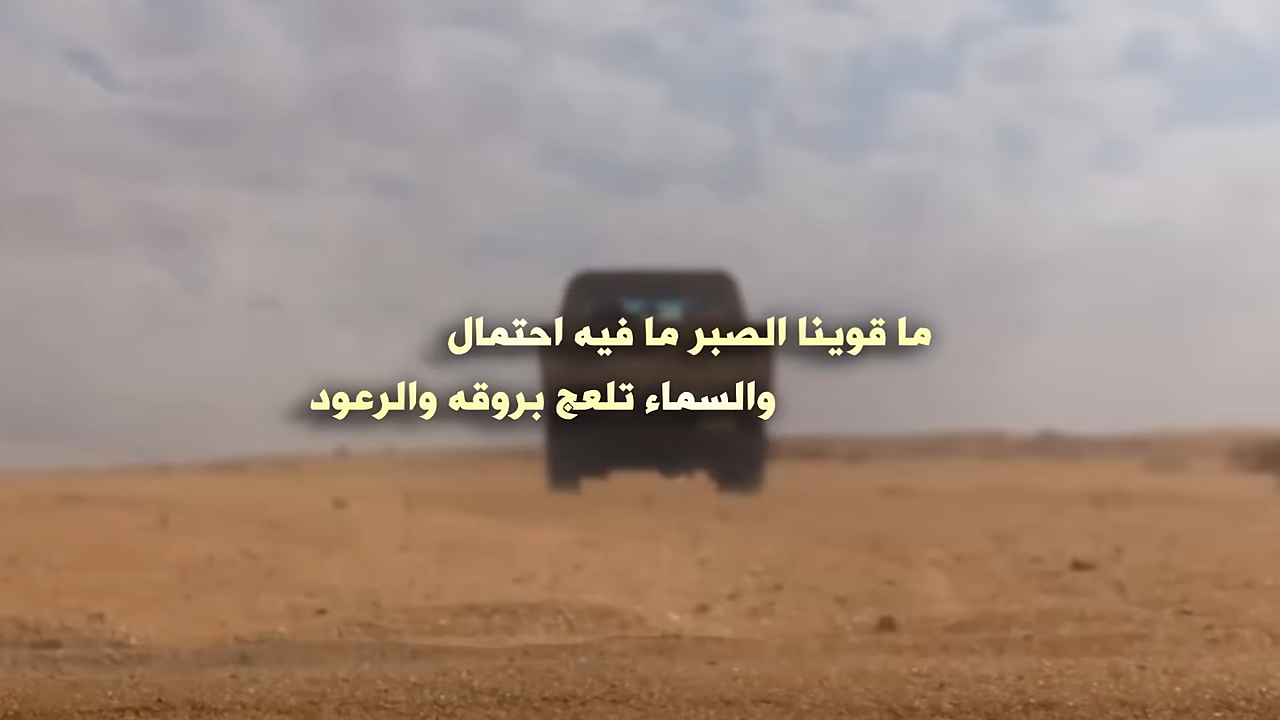 ما قوينا الصبر ما فيه احتمال
والسماء تلعج بروقه والرعود